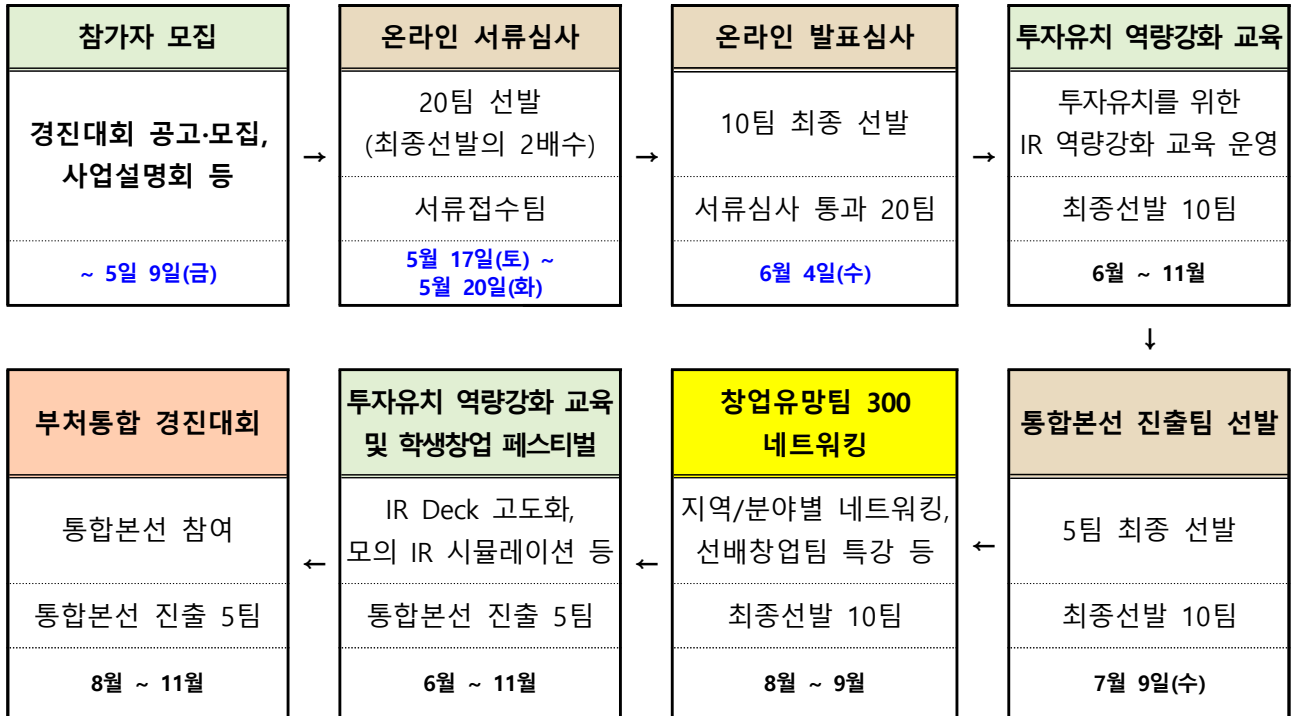 참가자 모집
경진대회 공고·모집,
사업설명회 등
~ 5일 9일(금)
→
온라인 서류심사
20팀 선발
(최종선발의 2배수)
서류접수팀
5월 17일(토) ~
5월 20일(화)
→
온라인 발표심사
10팀 최종 선발
서류심사 통과 20팀
6월 4일(수)
→
투자유치 역량강화 교육
투자유치를 위한
IR 역량강화 교육 운영
최종선발 10팀
6월 ~ 11월
↓
통합본선 진출팀 선발
5팀 최종 선발
최종선발 10팀
7월 9일(수)
←
창업유망팀 300
네트워킹
지역/분야별 네트워킹,
선배창업팀 특강 등
최종선발 10팀
8월 ~ 9월
←
투자유치 역량강화 교육
및 학생창업 페스티벌
IR Deck 고도화,
모의 IR 시뮬레이션 등
통합본선 진출 5팀
6월 ~ 11월
←
부처통합 경진대회
통합본선 참여
통합본선 진출 5팀
8월 ~ 11월